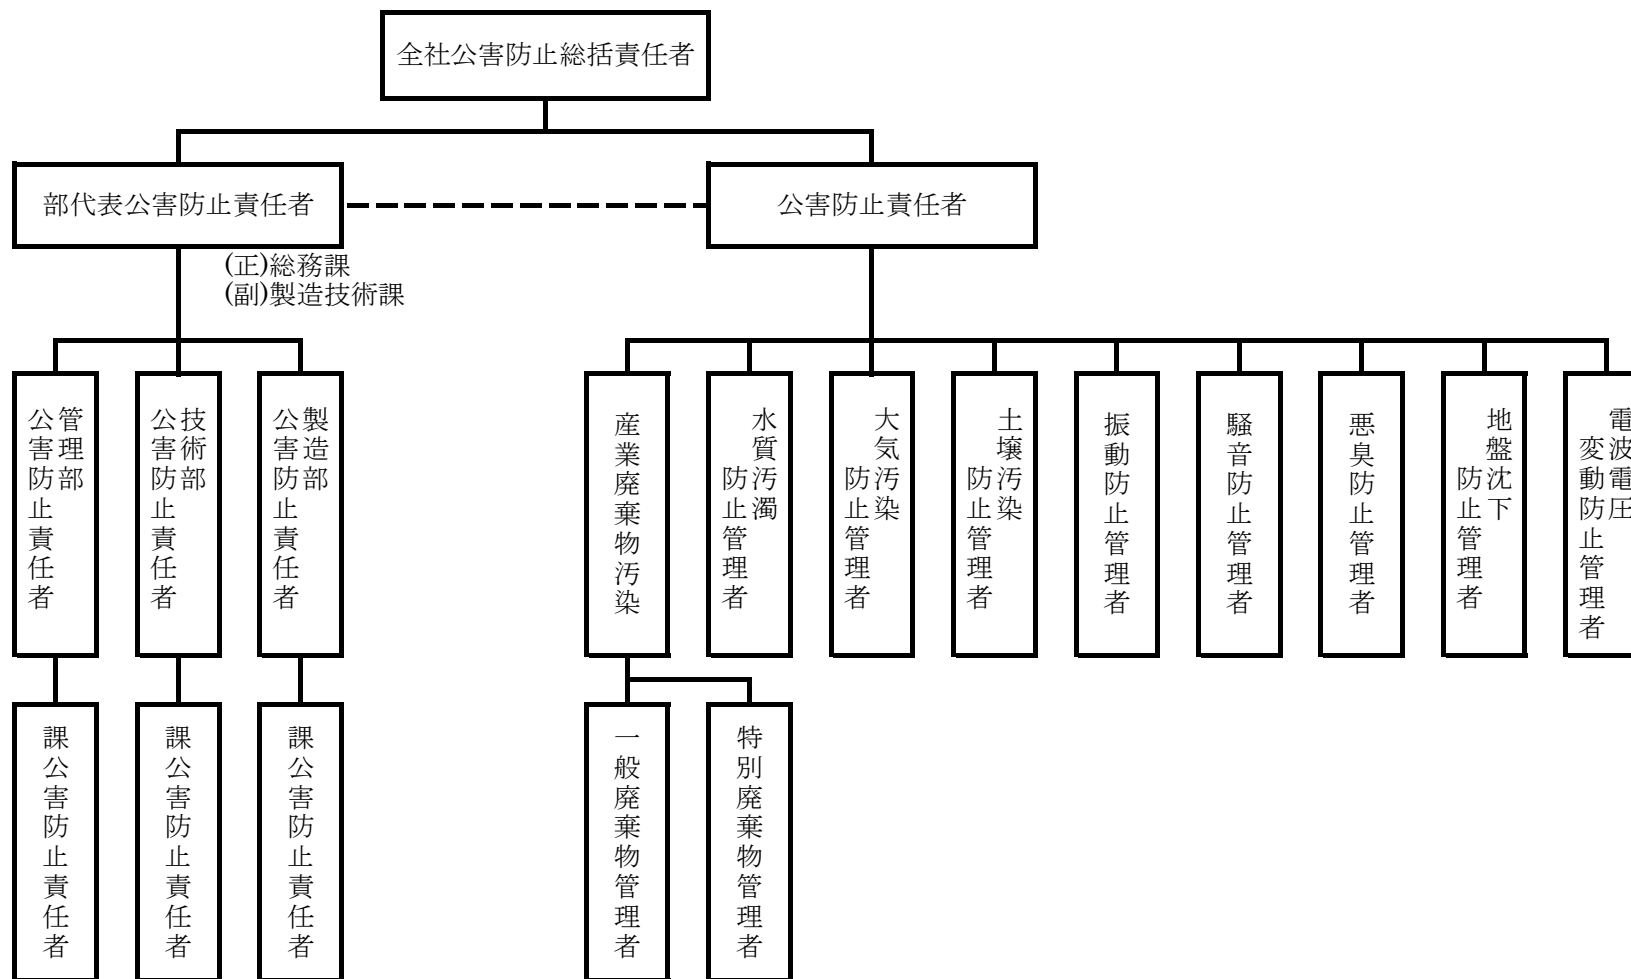 全社公害防止総括責任者
部代表公害防止責任者
公害防止責任者
(正)総務課
(副)製造技術課
管理部
公害防止責任者
技術部
公害防止責任者
製造部
公害防止責任者
産業廃棄物汚染
水質汚濁
防止管理者
大気汚染
防止管理者
土壌汚染
防止管理者
振動防止管理者
騒音防止管理者
悪臭防止管理者
地盤沈下
防止管理者
電波電圧
変動防止管理者
課公害防止責任者
課公害防止責任者
課公害防止責任者
一般廃棄物管理者
特別廃棄物管理者